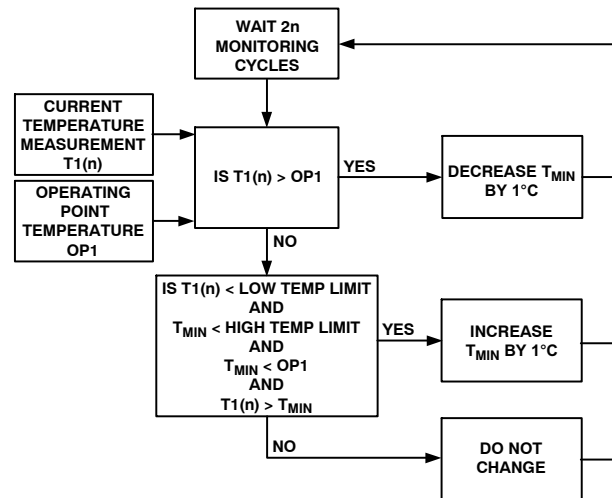 WAIT 2n
MONITORING
CYCLES
CURRENT
TEMPERATURE
MEASUREMENT
T1(n)
IS T1(n) > OP1
YES
DECREASE TMIN
BY 1°C
OPERATING
POINT
TEMPERATURE
OP1
NO
IS T1(n) < LOW TEMP LIMIT
AND
TMIN < HIGH TEMP LIMIT
AND
TMIN < OP1
AND
T1(n) > TMIN
YES
INCREASE
TMIN BY 1°C
NO
DO NOT
CHANGE